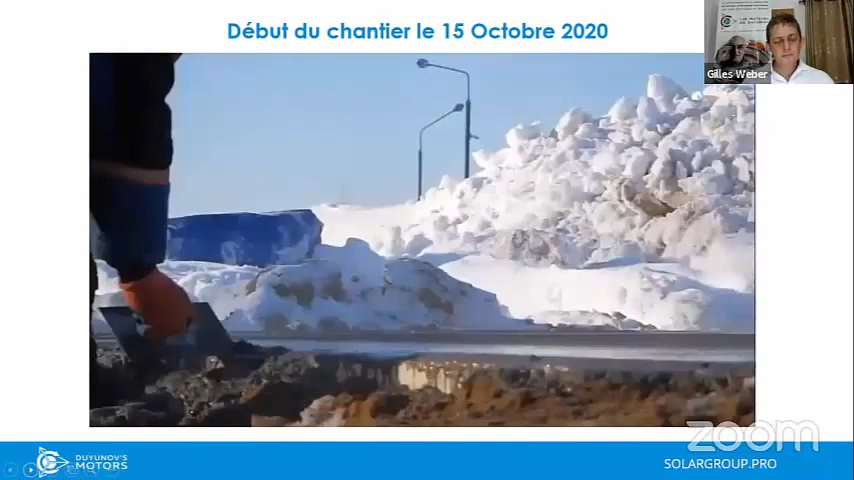 Début du chantier le 15 Octobre 2020
Gilles Weber
zoom
DUYUNOV'S
MOTORS
SOLARGROUP.PRO